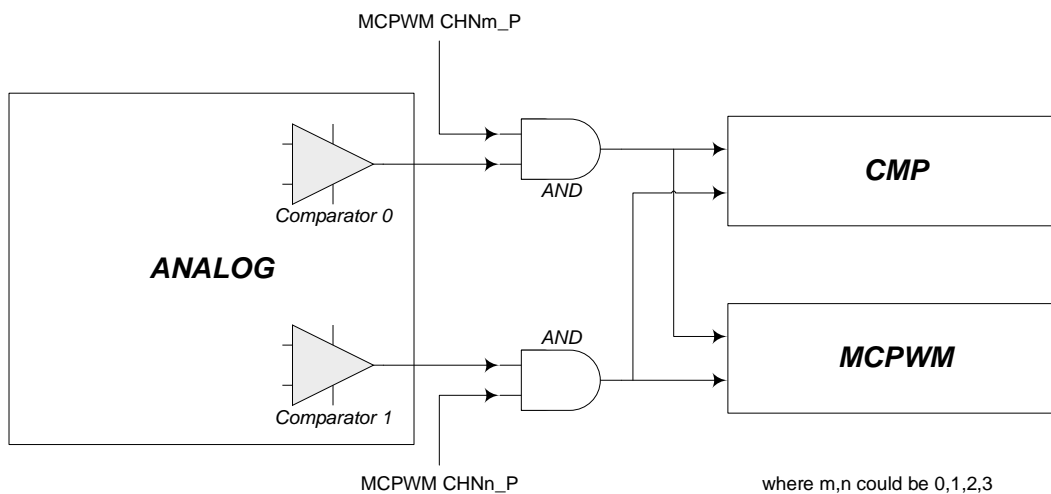 MCPWM CHNm_P
AND
Comparator 0
CMP
ANALOG
AND
MCPWM
Comparator 1
MCPWM CHNn_P
where m,n could be 0,1,2,3